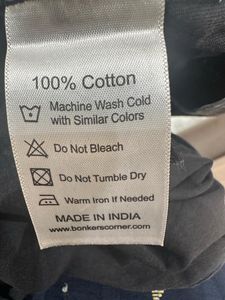 100% Cotton
Machine Wash Cold
with Similar Colors
Do Not Bleach
Do Not Tumble Dry
Warm Iron If Needed
MADE IN INDIA
www.bonkerscorner.com